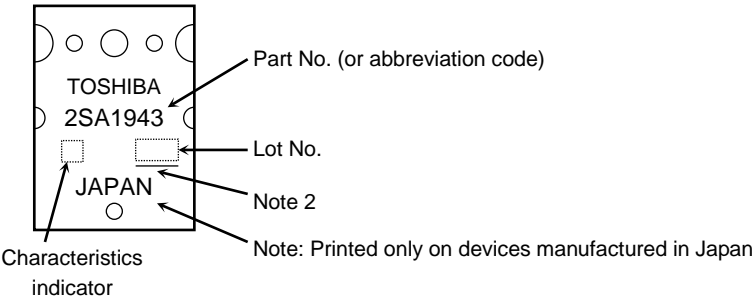 Part No. (or abbreviation code)
TOSHIBA
2SA1943
Lot No.
JAPAN
Note 2
Note: Printed only on devices manufactured in Japan
Characteristics
indicator